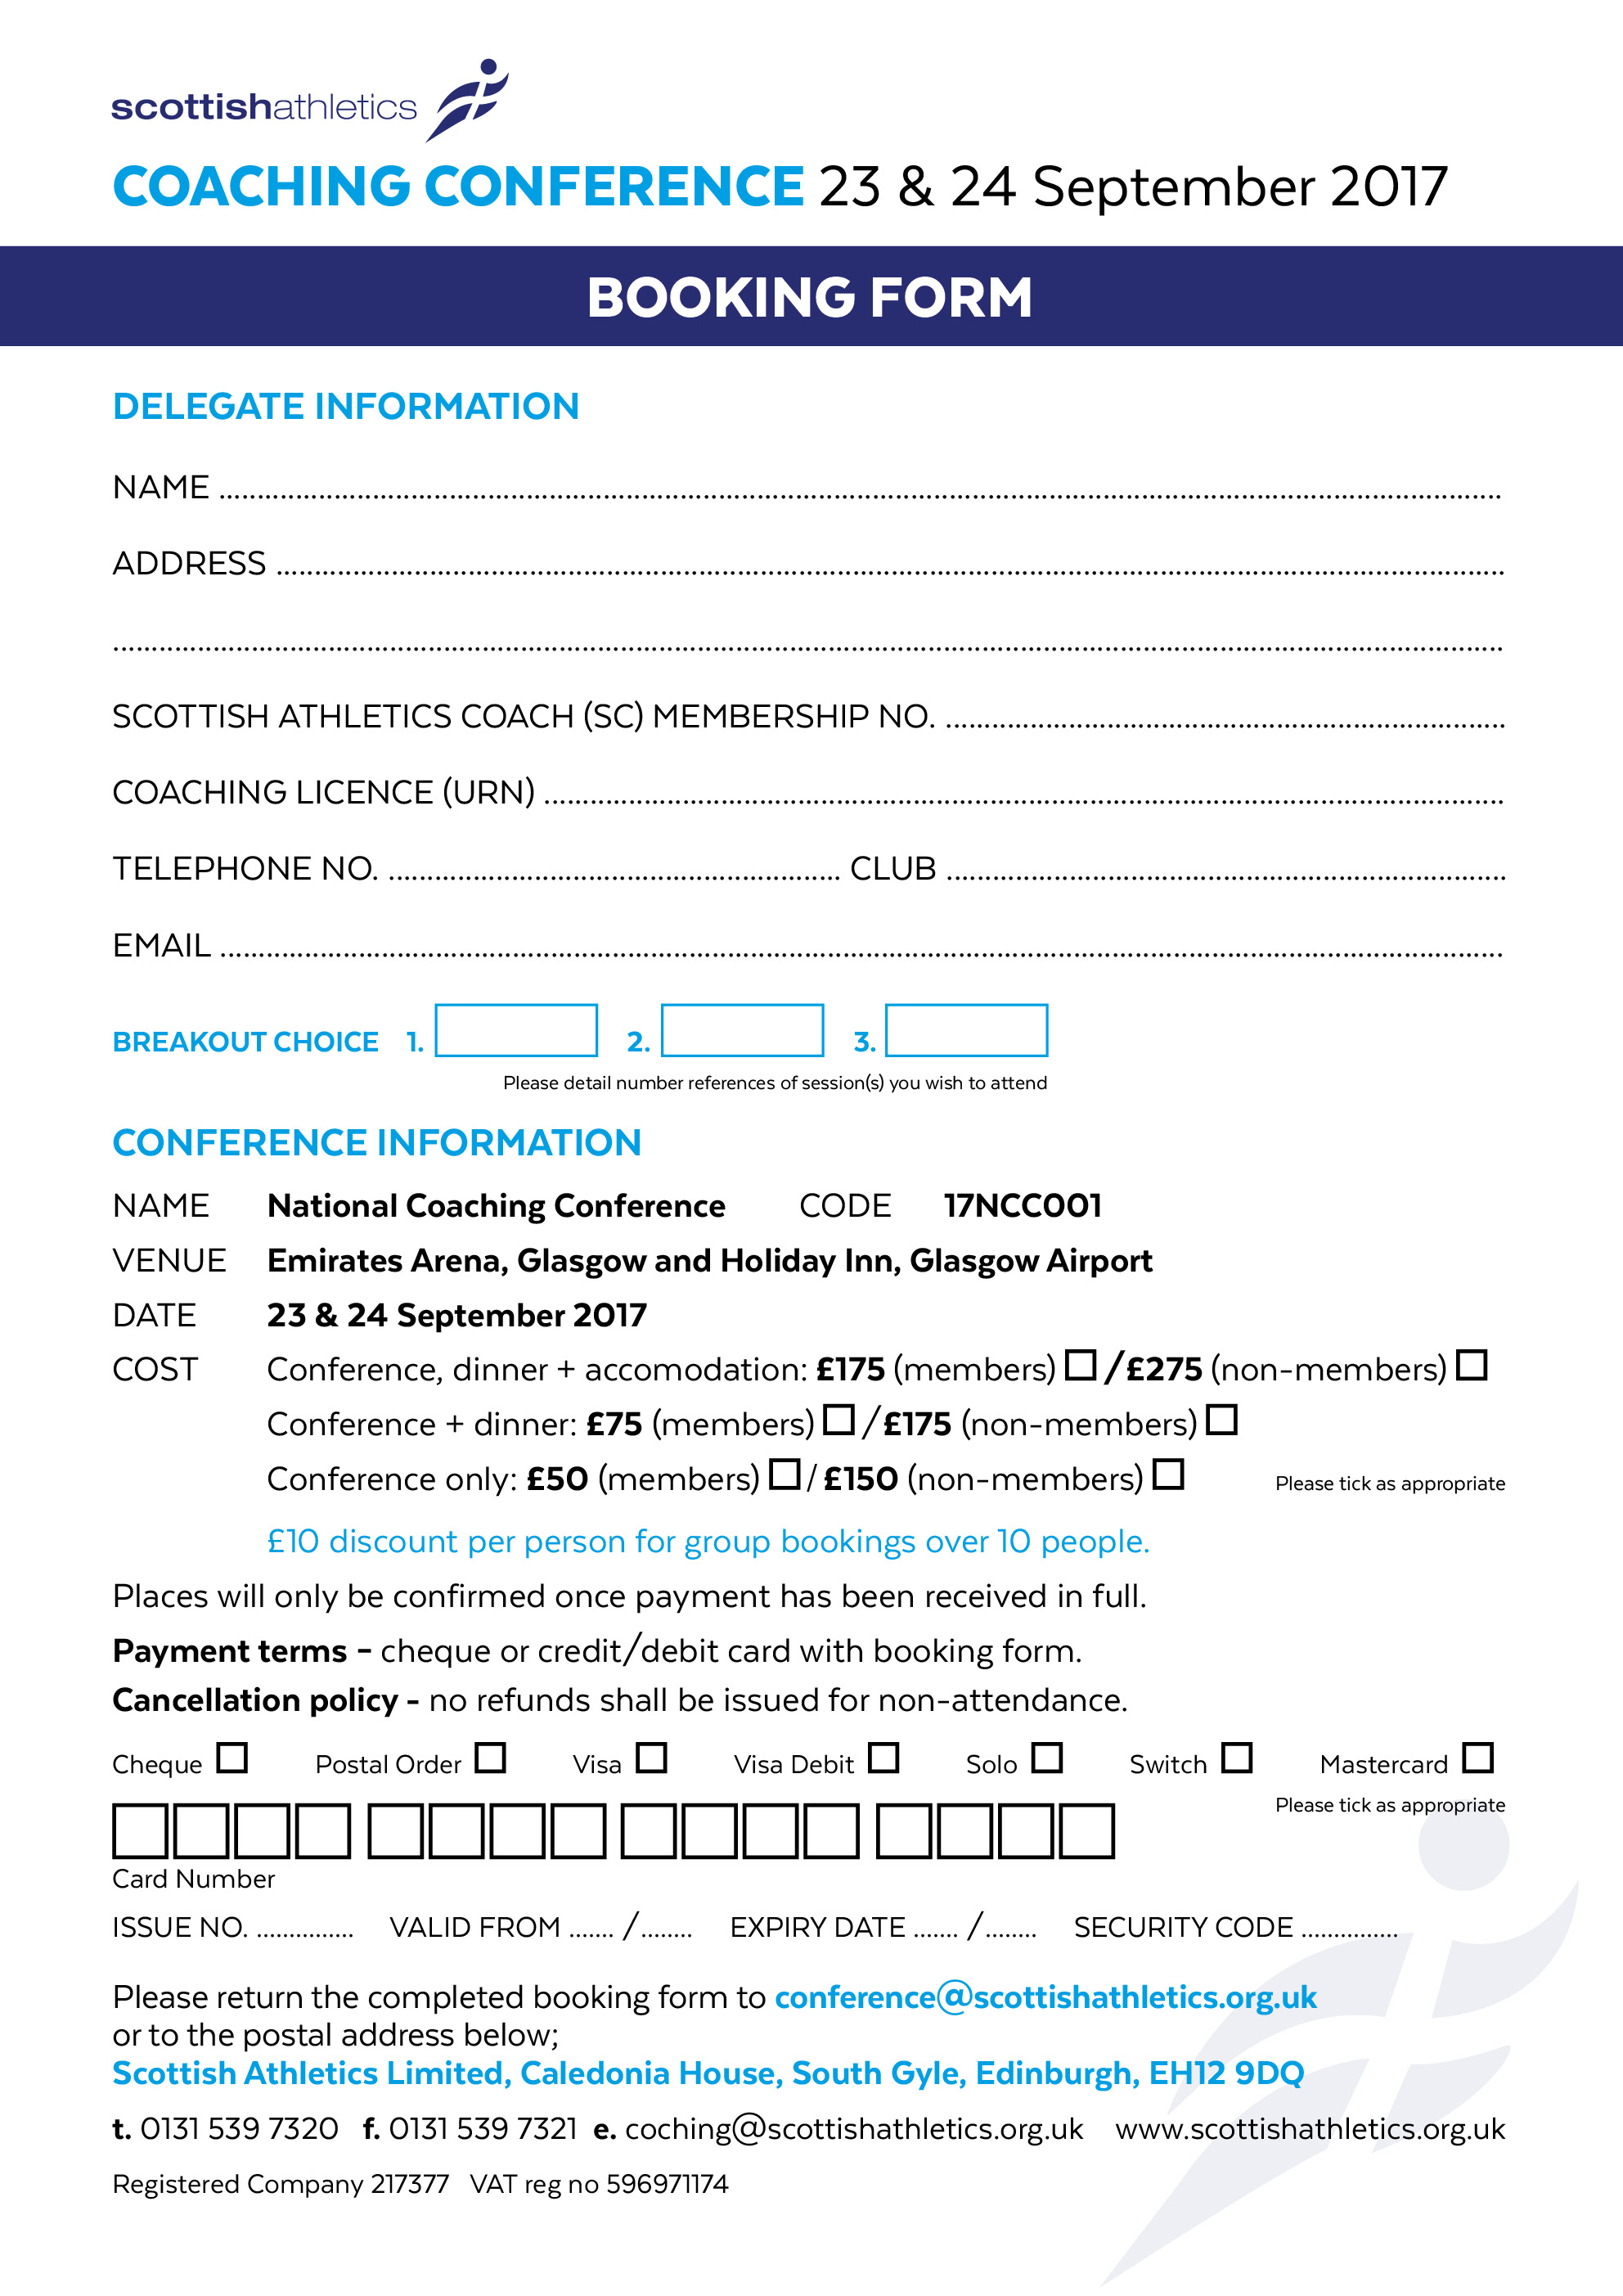 scottishathletics
COACHING CONFERENCE 23 & 24 September 2017
BOOKING FORM
DELEGATE INFORMATION
NAME ....................................................................................................
ADDRESS ....................................................................................................
....................................................................................................
SCOTTISH ATHLETICS COACH (SC) MEMBERSHIP NO. ..................................................
COACHING LICENCE (URN) ....................................................................................
TELEPHONE NO. ........................................ CLUB ..................................................
EMAIL ....................................................................................................
BREAKOUT CHOICE 1. 2. 3.
Please detail number references of session(s) you wish to attend
CONFERENCE INFORMATION
NAME National Coaching Conference CODE 17NCC001
VENUE Emirates Arena, Glasgow and Holiday Inn, Glasgow Airport
DATE 23 & 24 September 2017
COST Conference, dinner + accomodation: £175 (members) ☐ /£275 (non-members) ☐
Conference + dinner: £75 (members) ☐ /£175 (non-members) ☐
Conference only: £50 (members) ☐ / £150 (non-members) ☐ Please tick as appropriate
£10 discount per person for group bookings over 10 people.
Places will only be confirmed once payment has been received in full.
Payment terms – cheque or credit/debit card with booking form.
Cancellation policy - no refunds shall be issued for non-attendance.
Cheque ☐ Postal Order ☐ Visa ☐ Visa Debit ☐ Solo ☐ Switch ☐ Mastercard ☐
Please tick as appropriate
Card Number
ISSUE NO. ............... VALID FROM ....... /........ EXPIRY DATE ....... /........ SECURITY CODE ...............
Please return the completed booking form to conference@scottishathletics.org.uk
or to the postal address below;
Scottish Athletics Limited, Caledonia House, South Gyle, Edinburgh, EH12 9DQ
t. 0131 539 7320 f. 0131 539 7321 e. coching@scottishathletics.org.uk www.scottishathletics.org.uk
Registered Company 217377 VAT reg no 596971174